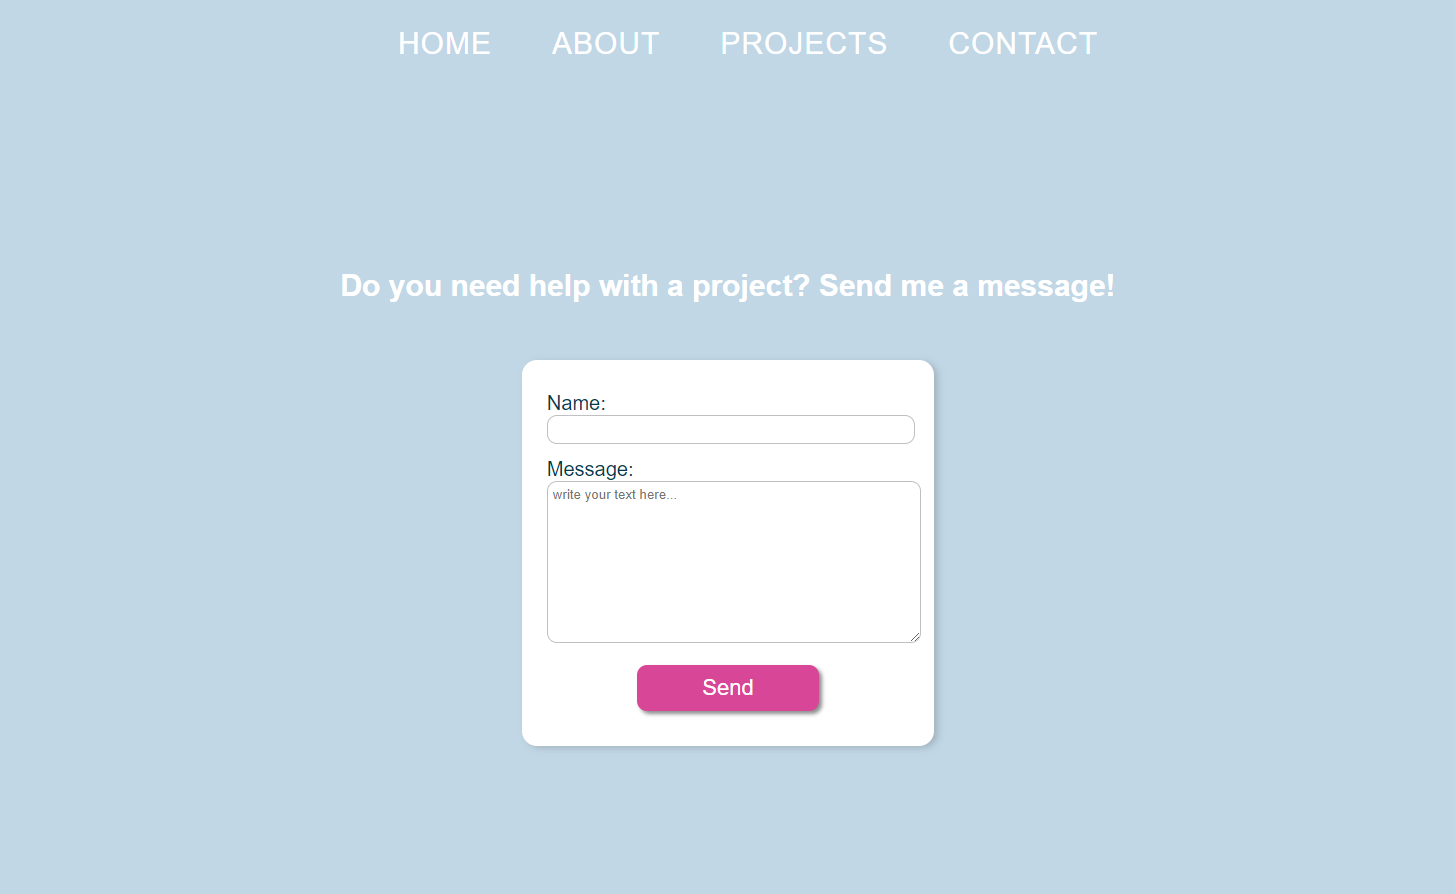 HOME ABOUT PROJECTS CONTACT
Do you need help with a project? Send me a message!
Name:
Message:
write your text here...
Send